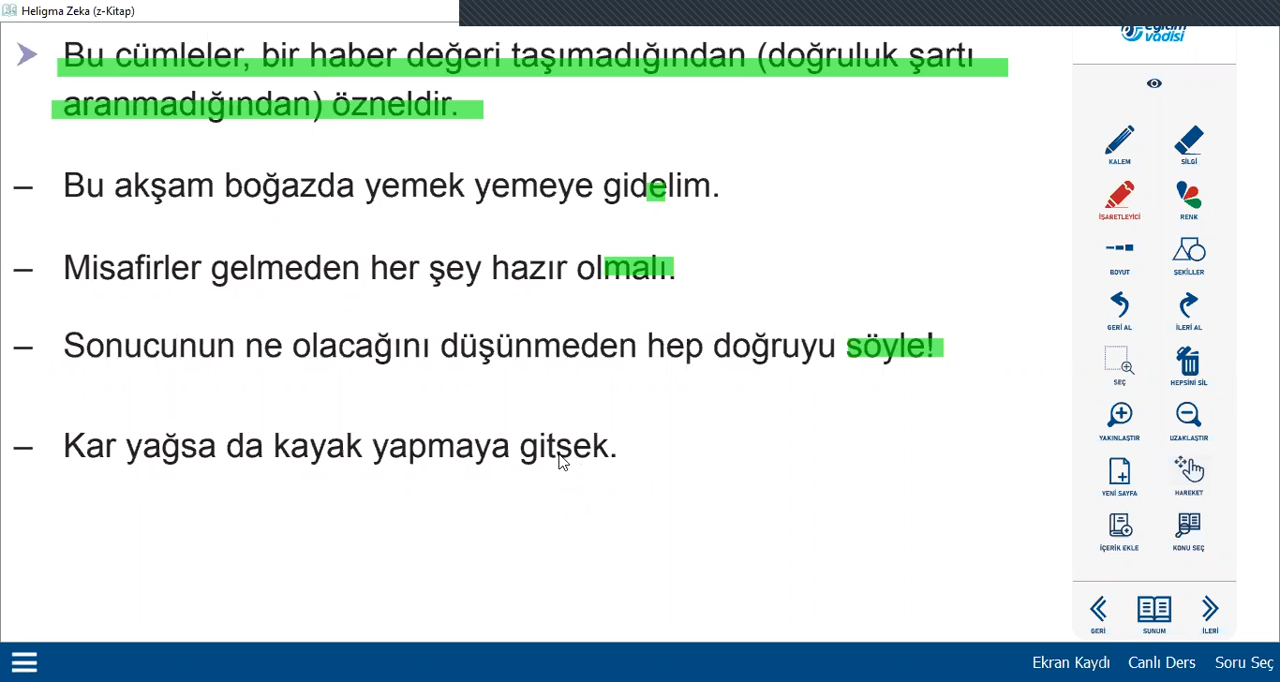 Heligma Zeka (z-Kitap)
eğitim
vadisi
Bu cümleler, bir haber değeri taşımadığından (doğruluk şartı
aranmadığından) özneldir.
– Bu akşam boğazda yemek yemeye gidelim.
– Misafirler gelmeden her şey hazır olmalı.
– Sonucunun ne olacağını düşünmeden hep doğruyu söyle!
– Kar yağsa da kayak yapmaya gitsek.
KALEM SİLGİ
İŞARETLEYİCİ RENK
BOYUT ŞEKİLLER
GERİ AL İLERİ AL
SEÇ HEPSİNİ SİL
YAKINLAŞTIR UZAKLAŞTIR
YENİ SAYFA HAREKET
İÇERİK EKLE KONU SEÇ
GERİ SUNUM İLERİ
Ekran Kaydı Canlı Ders Soru Seç